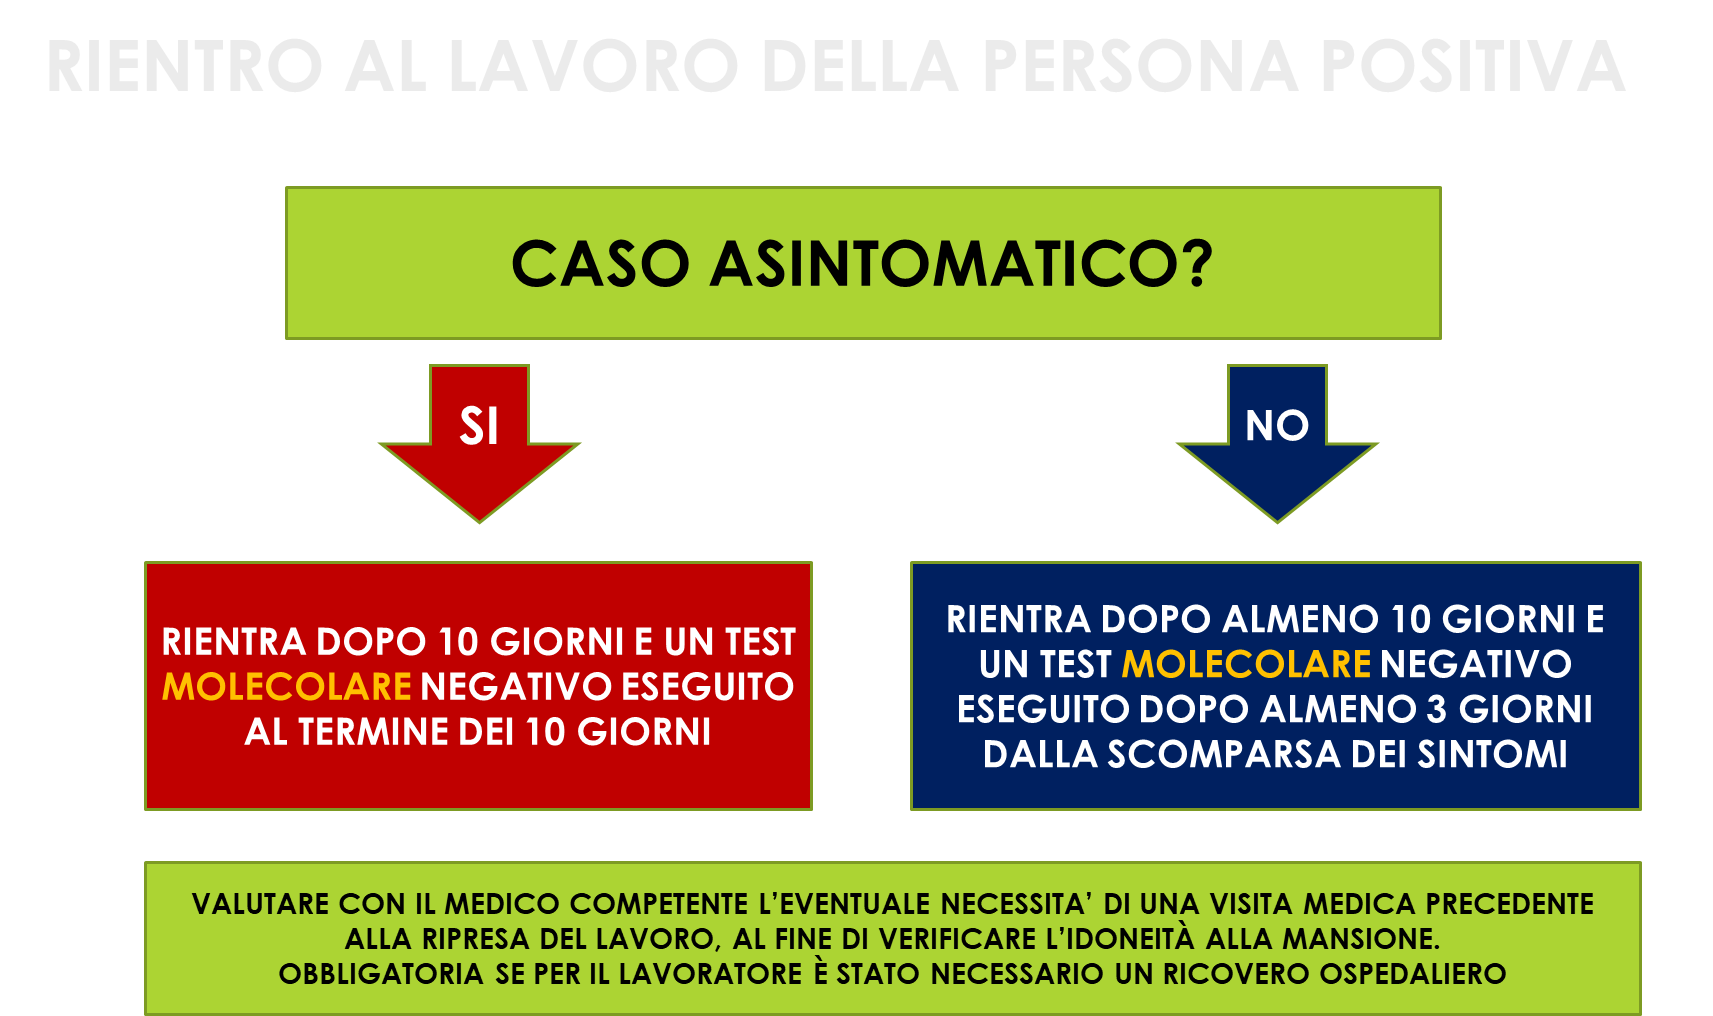 RIENTRO AL LAVORO DELLA PERSONA POSITIVA
CASO ASINTOMATICO?
SI
NO
RIENTRA DOPO 10 GIORNI E UN TEST
MOLECOLARE NEGATIVO ESEGUITO
AL TERMINE DEI 10 GIORNI
RIENTRA DOPO ALMENO 10 GIORNI E
UN TEST MOLECOLARE NEGATIVO
ESEGUITO DOPO ALMENO 3 GIORNI
DALLA SCOMPARSA DEI SINTOMI
VALUTARE CON IL MEDICO COMPETENTE L’EVENTUALE NECESSITA’ DI UNA VISITA MEDICA PRECEDENTE
ALLA RIPRESA DEL LAVORO, AL FINE DI VERIFICARE L’IDONEITÀ ALLA MANSIONE.
OBBLIGATORIA SE PER IL LAVORATORE È STATO NECESSARIO UN RICOVERO OSPEDALIERO